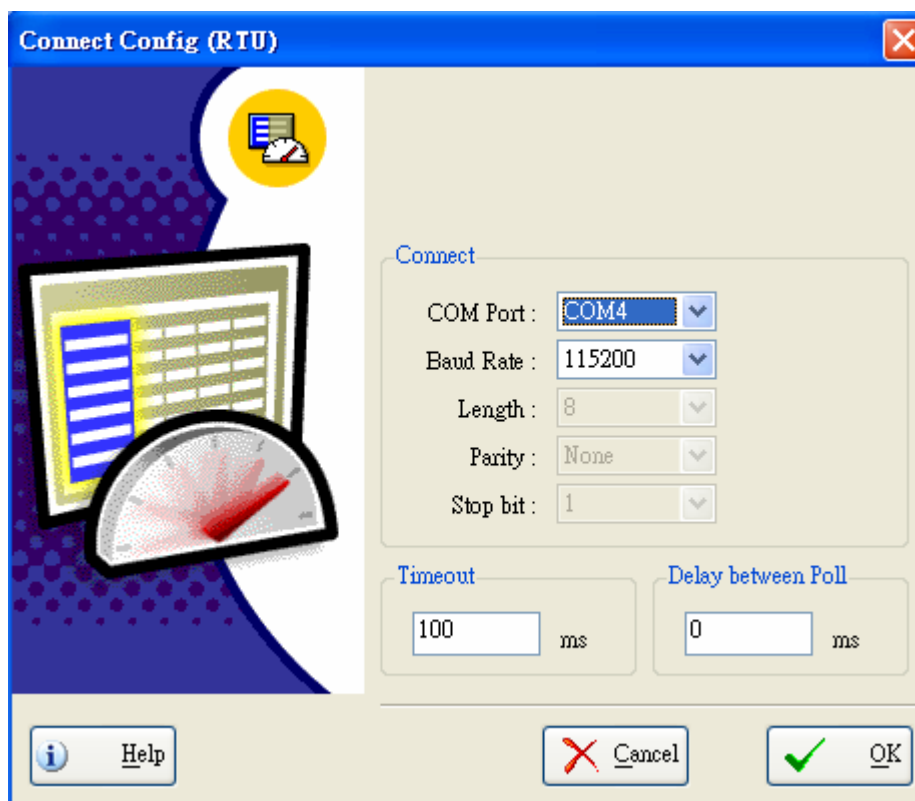 Connect Config (RTU)
Connect
COM Port : COM4
Baud Rate : 115200
Length : 8
Parity : None
Stop bit : 1
Timeout
100 ms
Delay between Poll
0 ms
Help
Cancel
OK